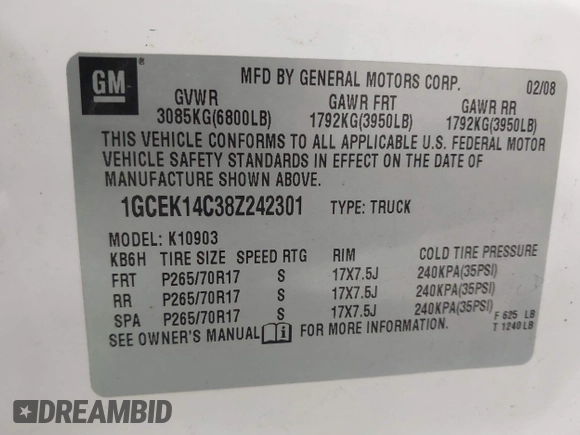 GM ®
MFD BY GENERAL MOTORS CORP. 02/08
GVWR GAWR FRT GAWR RR
3085KG(6800LB) 1792KG(3950LB) 1792KG(3950LB)
THIS VEHICLE CONFORMS TO ALL APPLICABLE U.S. FEDERAL MOTOR
VEHICLE SAFETY STANDARDS IN EFFECT ON THE DATE OF
MANUFACTURE SHOWN ABOVE.
1GCEK14C38Z242301 TYPE: TRUCK
MODEL: K10903
KB6H TIRE SIZE SPEED RTG RIM COLD TIRE PRESSURE
FRT P265/70R17 S 17X7.5J 240KPA(35PSI)
RR P265/70R17 S 17X7.5J 240KPA(35PSI)
SPA P265/70R17 S 17X7.5J 240KPA(35PSI) F 625 LB
SEE OWNER'S MANUAL i FOR MORE INFORMATION. T 1240 LB
DREAMBID